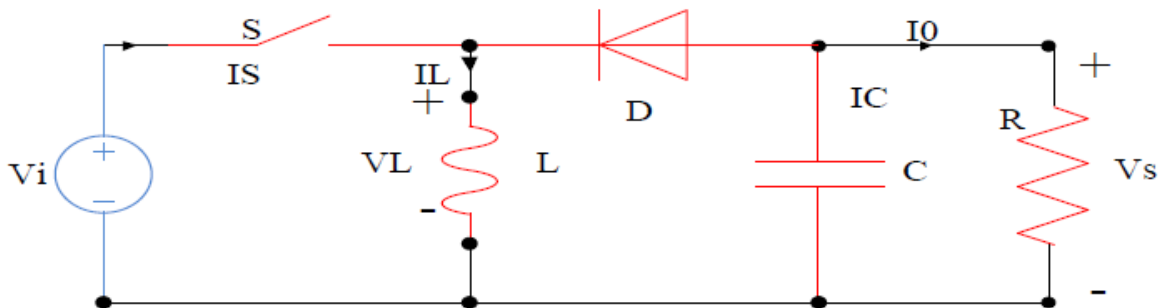 S I0
IS IL IC
+ +
D
Vi + VL L C R Vs
-
- -